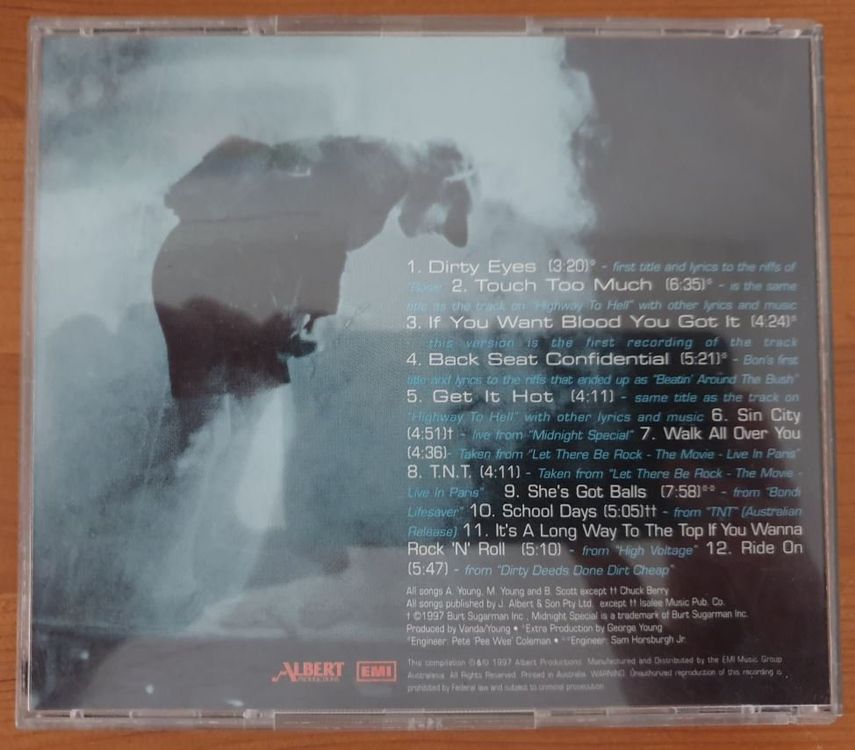 1. Dirty Eyes (3:20)° - first title and lyrics to the riffs of
"Rosie" 2. Touch Too Much (6:35)° - is the same
title as the track on "Highway To Hell" with other lyrics and music
3. If You Want Blood You Got It (4:24)°
- this version is the first recording of the track
4. Back Seat Confidential (5:21)° - Bon's first
title and lyrics to the riffs that ended up as "Beatin' Around The Bush"
5. Get It Hot (4:11) - same title as the track on
"Highway To Hell" with other lyrics and music 6. Sin City
(4:51)† - live from "Midnight Special" 7. Walk All Over You
(4:36)- Taken from "Let There Be Rock - The Movie - Live In Paris"
8. T.N.T. (4:11) - Taken from "Let There Be Rock - The Movie -
Live In Paris" 9. She's Got Balls (7:58)°° - from "Bondi
Lifesaver" 10. School Days (5:05)†† - from "TNT" (Australian
Release) 11. It's A Long Way To The Top If You Wanna
Rock 'N' Roll (5:10) - from "High Voltage" 12. Ride On
(5:47) - from "Dirty Deeds Done Dirt Cheap"
All songs A. Young, M. Young and B. Scott except †† Chuck Berry
All songs published by J. Albert & Son Pty Ltd. except †† Isalee Music Pub. Co.
† ©1997 Burt Sugarman Inc., Midnight Special is a trademark of Burt Sugarman Inc.
Produced by Vanda/Young • °Extra Production by George Young
°Engineer: Pete 'Pee Wee' Coleman • °°Engineer: Sam Horsburgh Jr.
ALBERT
PRODUCTIONS
EMI
This compilation ℗&© 1997 Albert Productions. Manufactured and Distributed by the EMI Music Group
Australasia. All Rights Reserved. Printed in Australia. WARNING: Unauthorized reproduction of this recording is
prohibited by Federal law and subject to criminal prosecution.